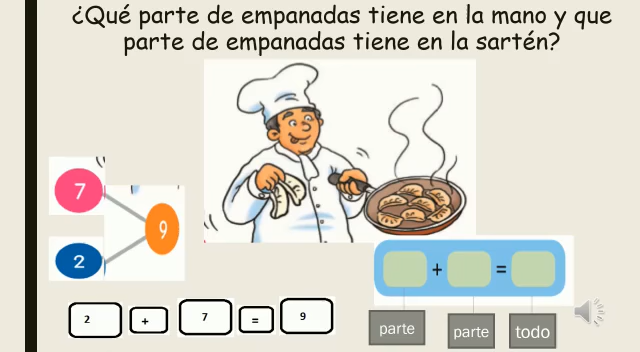 ¿Qué parte de empanadas tiene en la mano y que
parte de empanadas tiene en la sartén?
7
9
2
+ =
2 + 7 = 9
parte parte todo